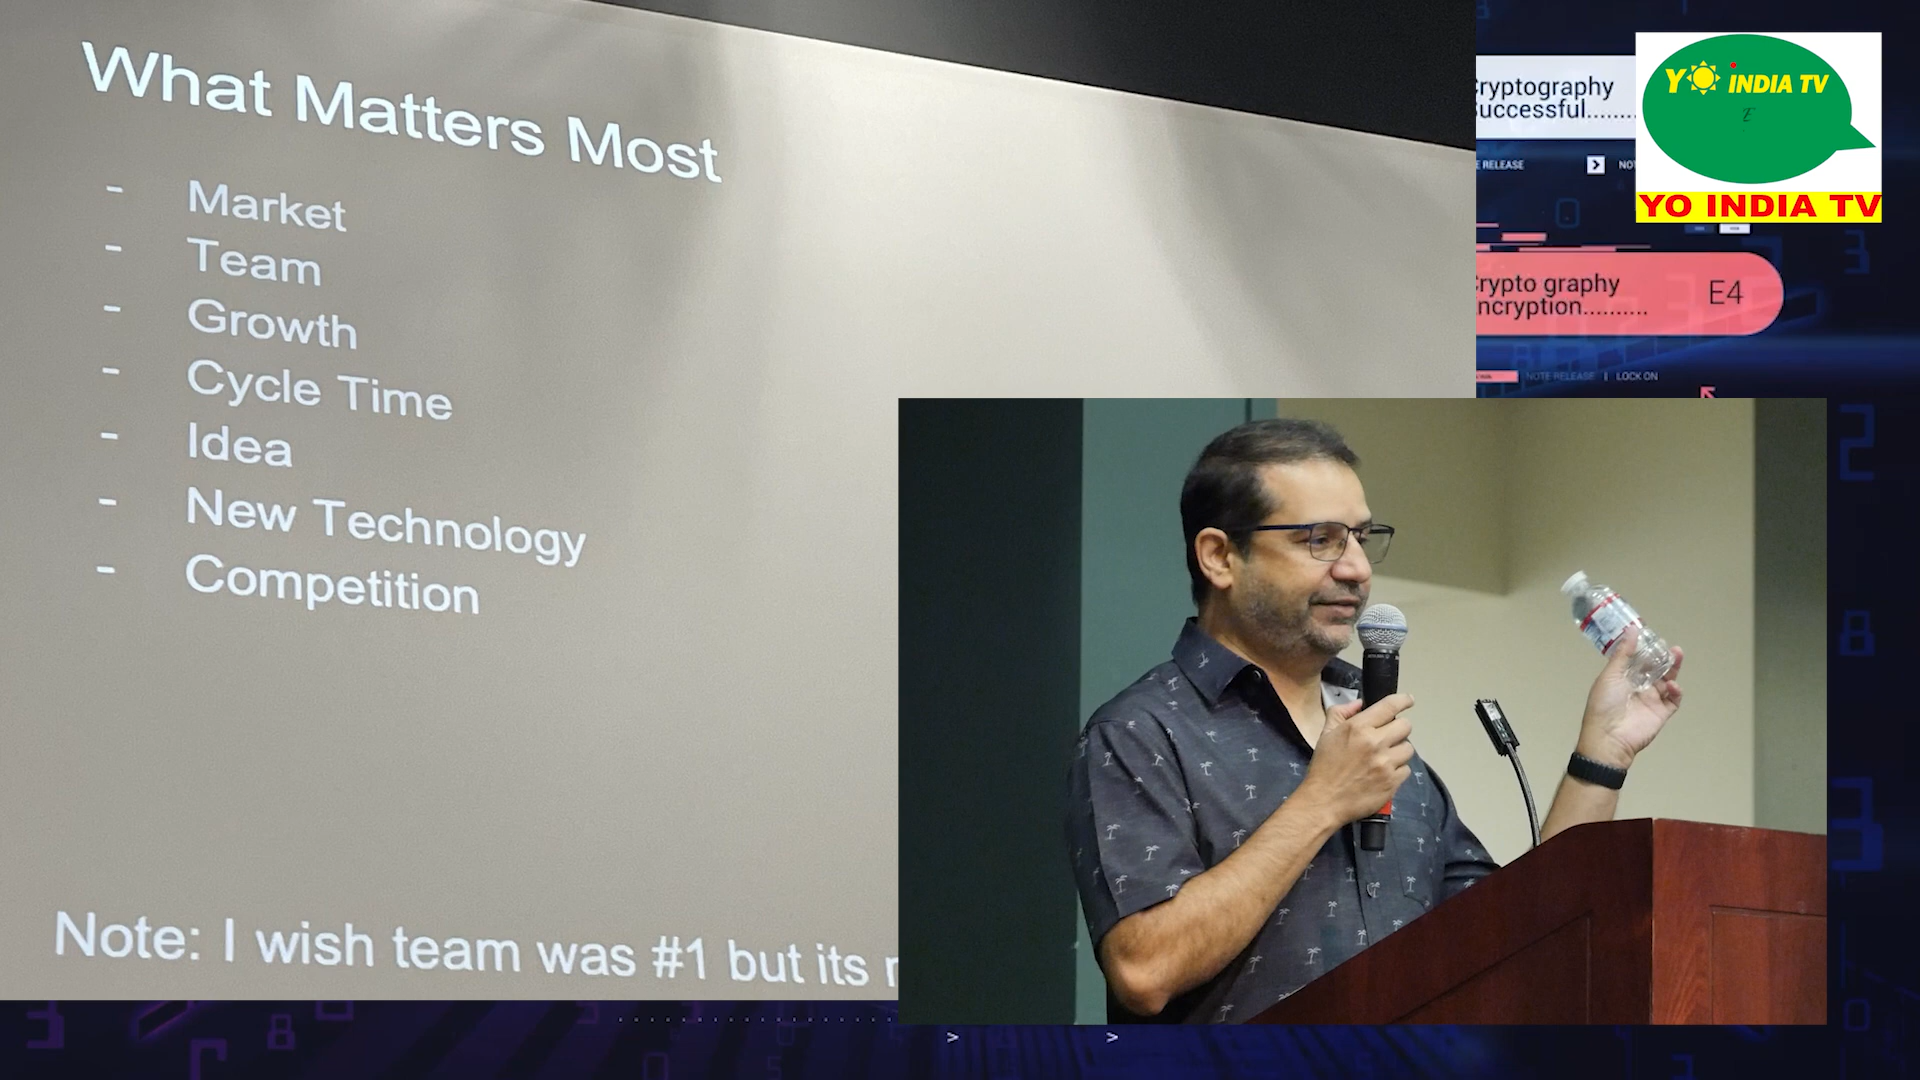 What Matters Most
- Market
- Team
- Growth
- Cycle Time
- Idea
- New Technology
- Competition
Note: I wish team was #1 but its
ryptography
uccessful........
E RELEASE
> NO
YO INDIA TV
E
YO INDIA TV
rypto graphy E4
ncryption..........
NOTE RELEASE | LOCK ON
> >